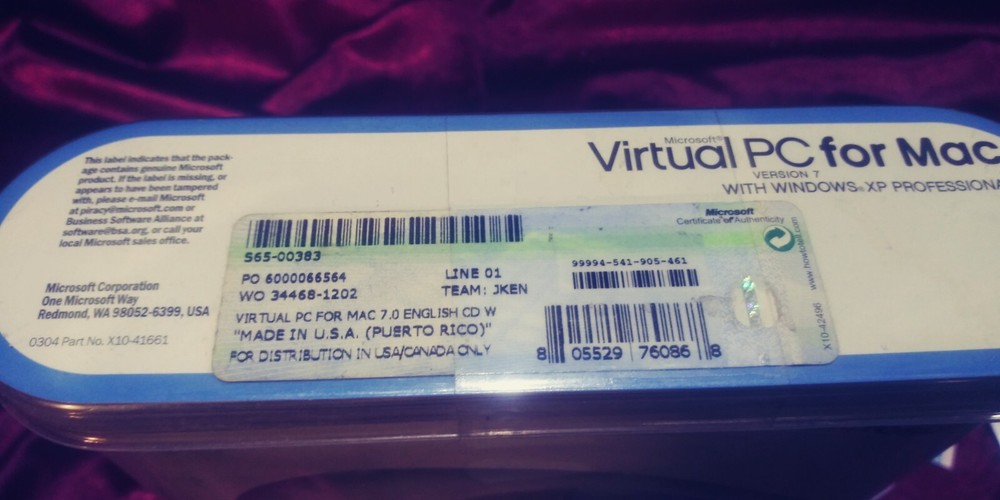 This label indicates that the pack-
age contains genuine Microsoft
product. If the label is missing, or
appears to have been tampered
with, please e-mail Microsoft
at piracy@microsoft.com or
Business Software Alliance at
software@bsa.org, or call your
local Microsoft sales office.
Microsoft Corporation
One Microsoft Way
Redmond, WA 98052-6399, USA
0304 Part No. X10-41661
Microsoft®
Virtual PC for Mac
VERSION 7
WITH WINDOWS® XP PROFESSIONA
Microsoft
Certificate of Authenticity
S65-00383
PO 6000066564
LINE 01
WO 34468-1202
TEAM: JKEN
VIRTUAL PC FOR MAC 7.0 ENGLISH CD W
"MADE IN U.S.A. (PUERTO RICO)"
FOR DISTRIBUTION IN USA/CANADA ONLY
99994-541-905-461
8 05529 76086 8
www.howtotell.com
X10-42496